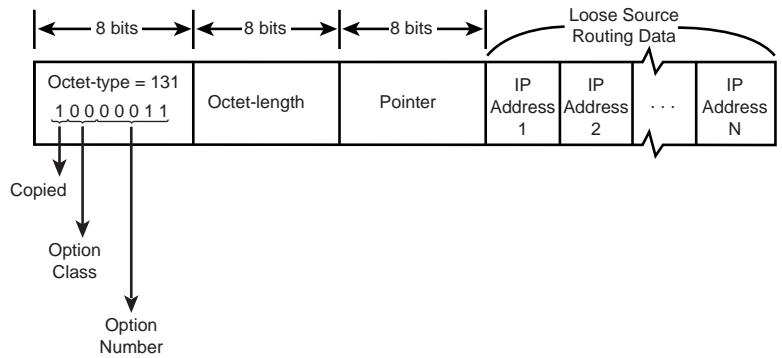 Loose Source
Routing Data
8 bits
8 bits
8 bits
Octet-type = 131
1 0 0 0 0 0 1 1
Octet-length
Pointer
IP
Address
1
IP
Address
2
. . .
IP
Address
N
Copied
Option
Class
Option
Number